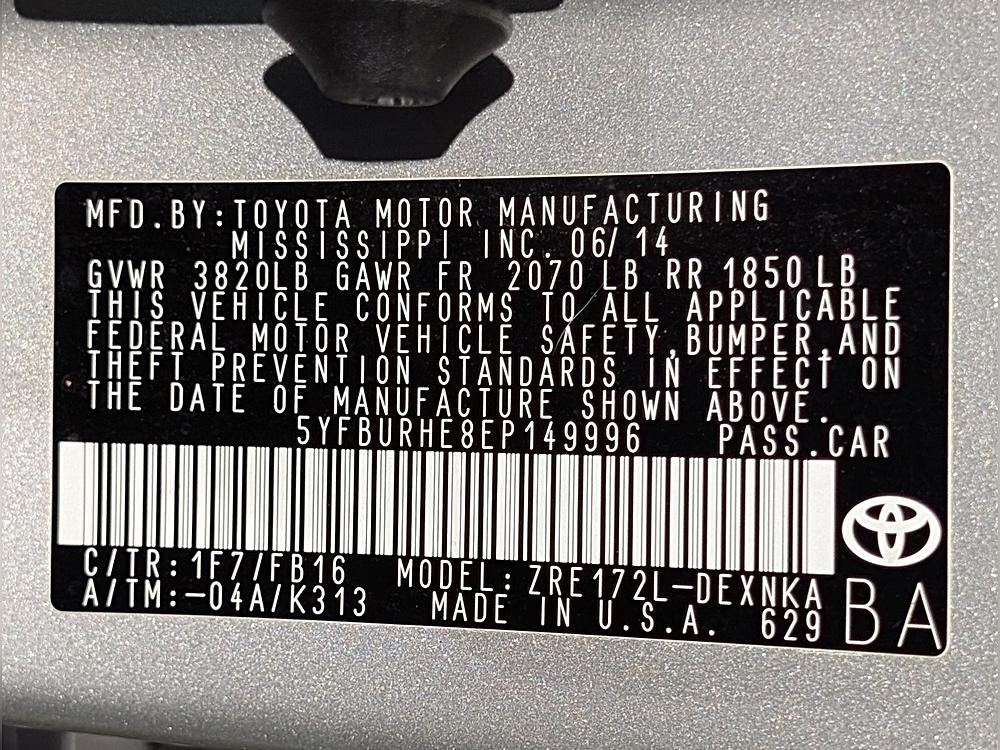 MFD.BY:TOYOTA MOTOR MANUFACTURING
MISSISSIPPI INC. 06/14
GVWR 3820LB GAWR FR 2070 LB RR 1850 LB
THIS VEHICLE CONFORMS TO ALL APPLICABLE
FEDERAL MOTOR VEHICLE SAFETY,BUMPER,AND
THEFT PREVENTION STANDARDS IN EFFECT ON
THE DATE OF MANUFACTURE SHOWN ABOVE.
5YFBURHE8EP149996 PASS.CAR
C/TR:1F7/FB16 MODEL:ZRE172L-DEXNKA
A/TM:-04A/K313 MADE IN U.S.A. 629
BA